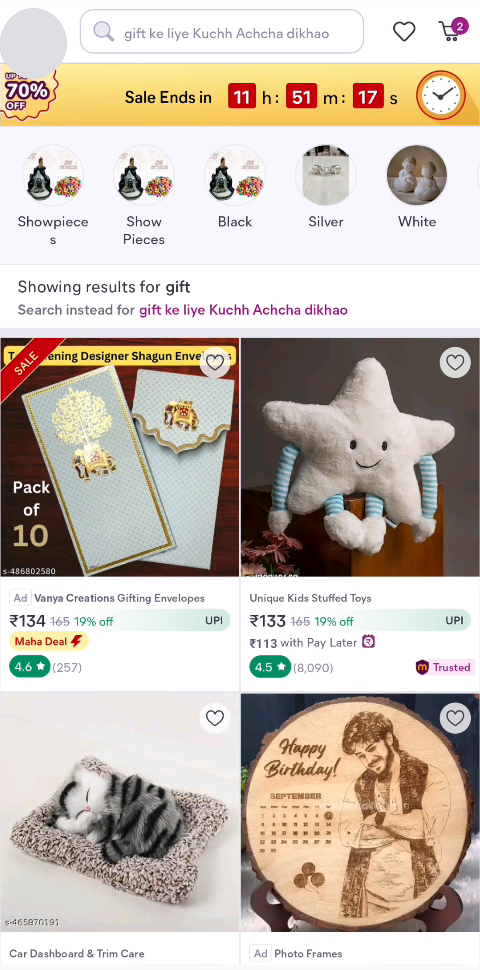 gift ke liye Kuchh Achcha dikhao
2
70%
OFF
Sale Ends in 11 h: 51 m: 17 s
Showpieces
Show Pieces
Black
Silver
White
Showing results for gift
Search instead for gift ke liye Kuchh Achcha dikhao
SALE
Designer Shagun
Pack
of
10
s-486802580
Ad Vanya Creations Gifting Envelopes
₹134 165 19% off UPI
Maha Deal
4.6 ★ (257)
Unique Kids Stuffed Toys
₹133 165 19% off UPI
₹113 with Pay Later
4.5 ★ (8,090)
m Trusted
s-465870191
Car Dashboard & Trim Care
Happy
Birthday!
SEPTEMBER
Ad Photo Frames